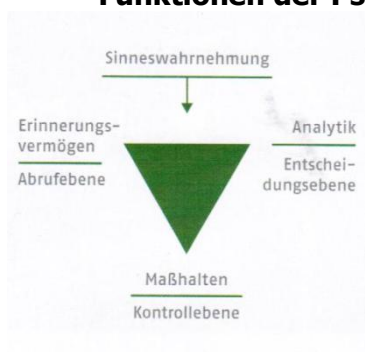 Funktionen der
Sinneswahrnehmung
Erinnerungs-
vermögen
Abrufebene
Analytik
Entschei-
dungsebene
Maßhalten
Kontrollebene